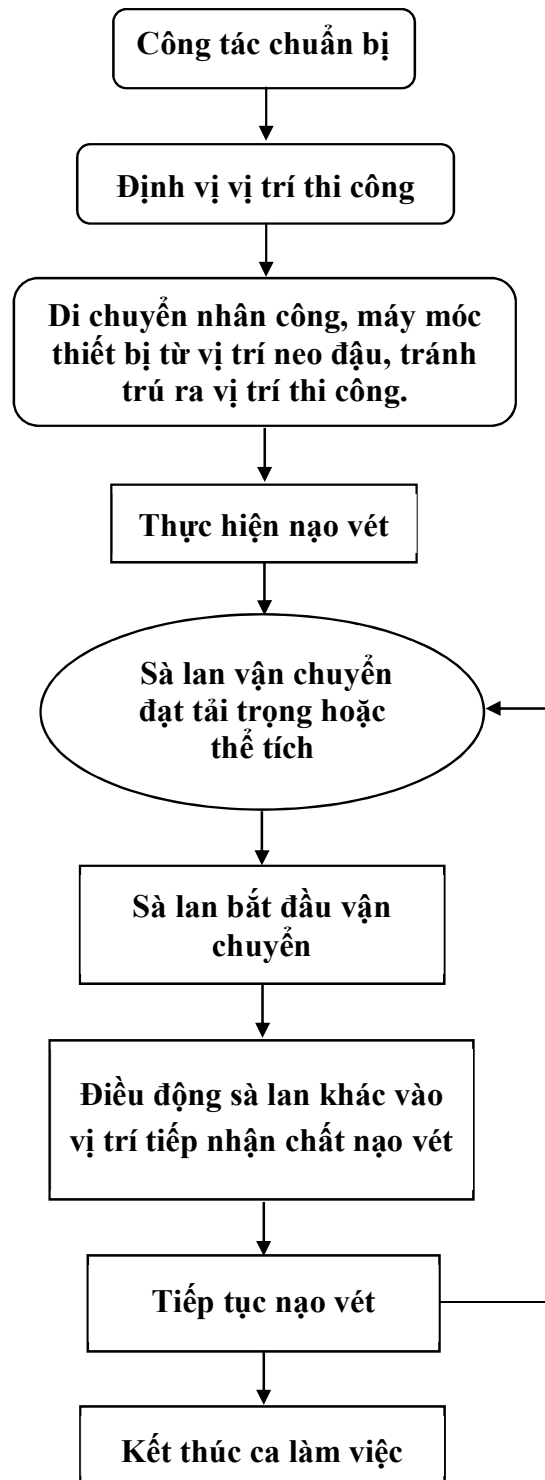 Công tác chuẩn bị
Định vị vị trí thi công
Di chuyển nhân công, máy móc
thiết bị từ vị trí neo đậu, tránh
trú ra vị trí thi công.
Thực hiện nạo vét
Sà lan vận chuyển
đạt tải trọng hoặc
thể tích
Sà lan bắt đầu vận
chuyển
Điều động sà lan khác vào
vị trí tiếp nhận chất nạo vét
Tiếp tục nạo vét
Kết thúc ca làm việc